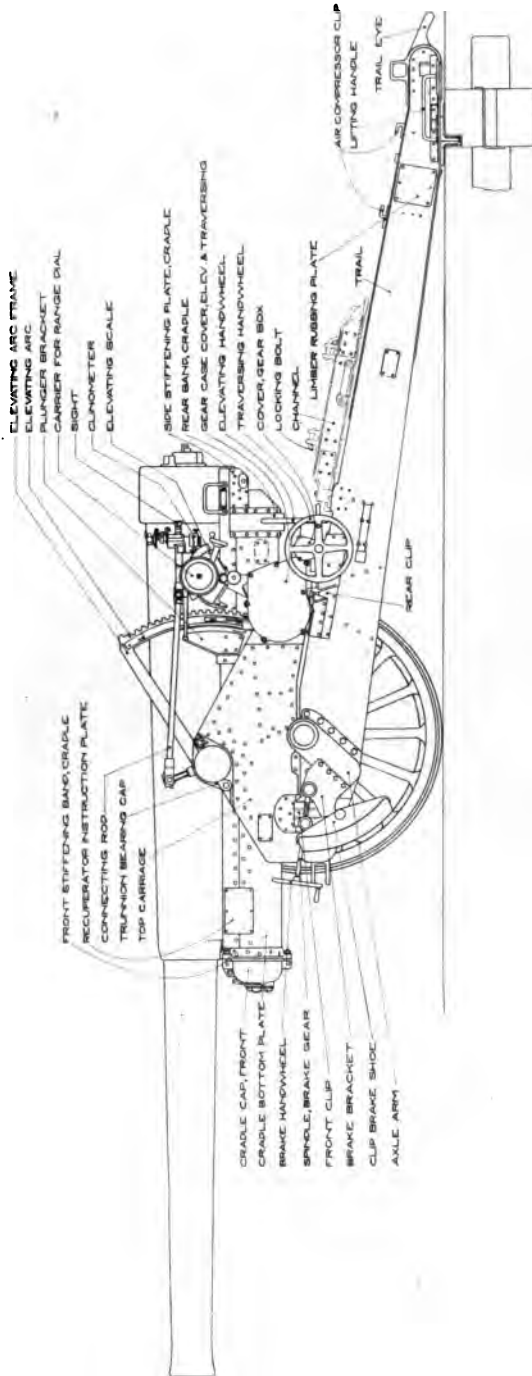 ELEVATING ARC FRAME
ELEVATING ARC
PLUNGER BRACKET
CARRIER FOR RANGE DIAL
SIGHT
CLINOMETER
ELEVATING SCALE
SIDE STIFFENING PLATE, CRADLE
REAR BAND, CRADLE
GEAR CASE COVER, ELEV. & TRAVERSING
ELEVATING HANDWHEEL
TRAVERSING HANDWHEEL
COVER, GEAR BOX
LOCKING BOLT
CHANNEL
LIMBER RUBBING PLATE
TRAIL
AIR COMPRESSOR CLIP
LIFTING HANDLE
TRAIL EYE
FRONT STIFFENING BAND, CRADLE
RECUPERATOR INSTRUCTION PLATE
CONNECTING ROD
TRUNNION BEARING CAP
TOP CARRIAGE
REAR CLIP
CRADLE CAP, FRONT
CRADLE BOTTOM PLATE
BRAKE HANDWHEEL
SPINDLE, BRAKE GEAR
FRONT CLIP
BRAKE BRACKET
CLIP BRAKE SHOE
AXLE ARM